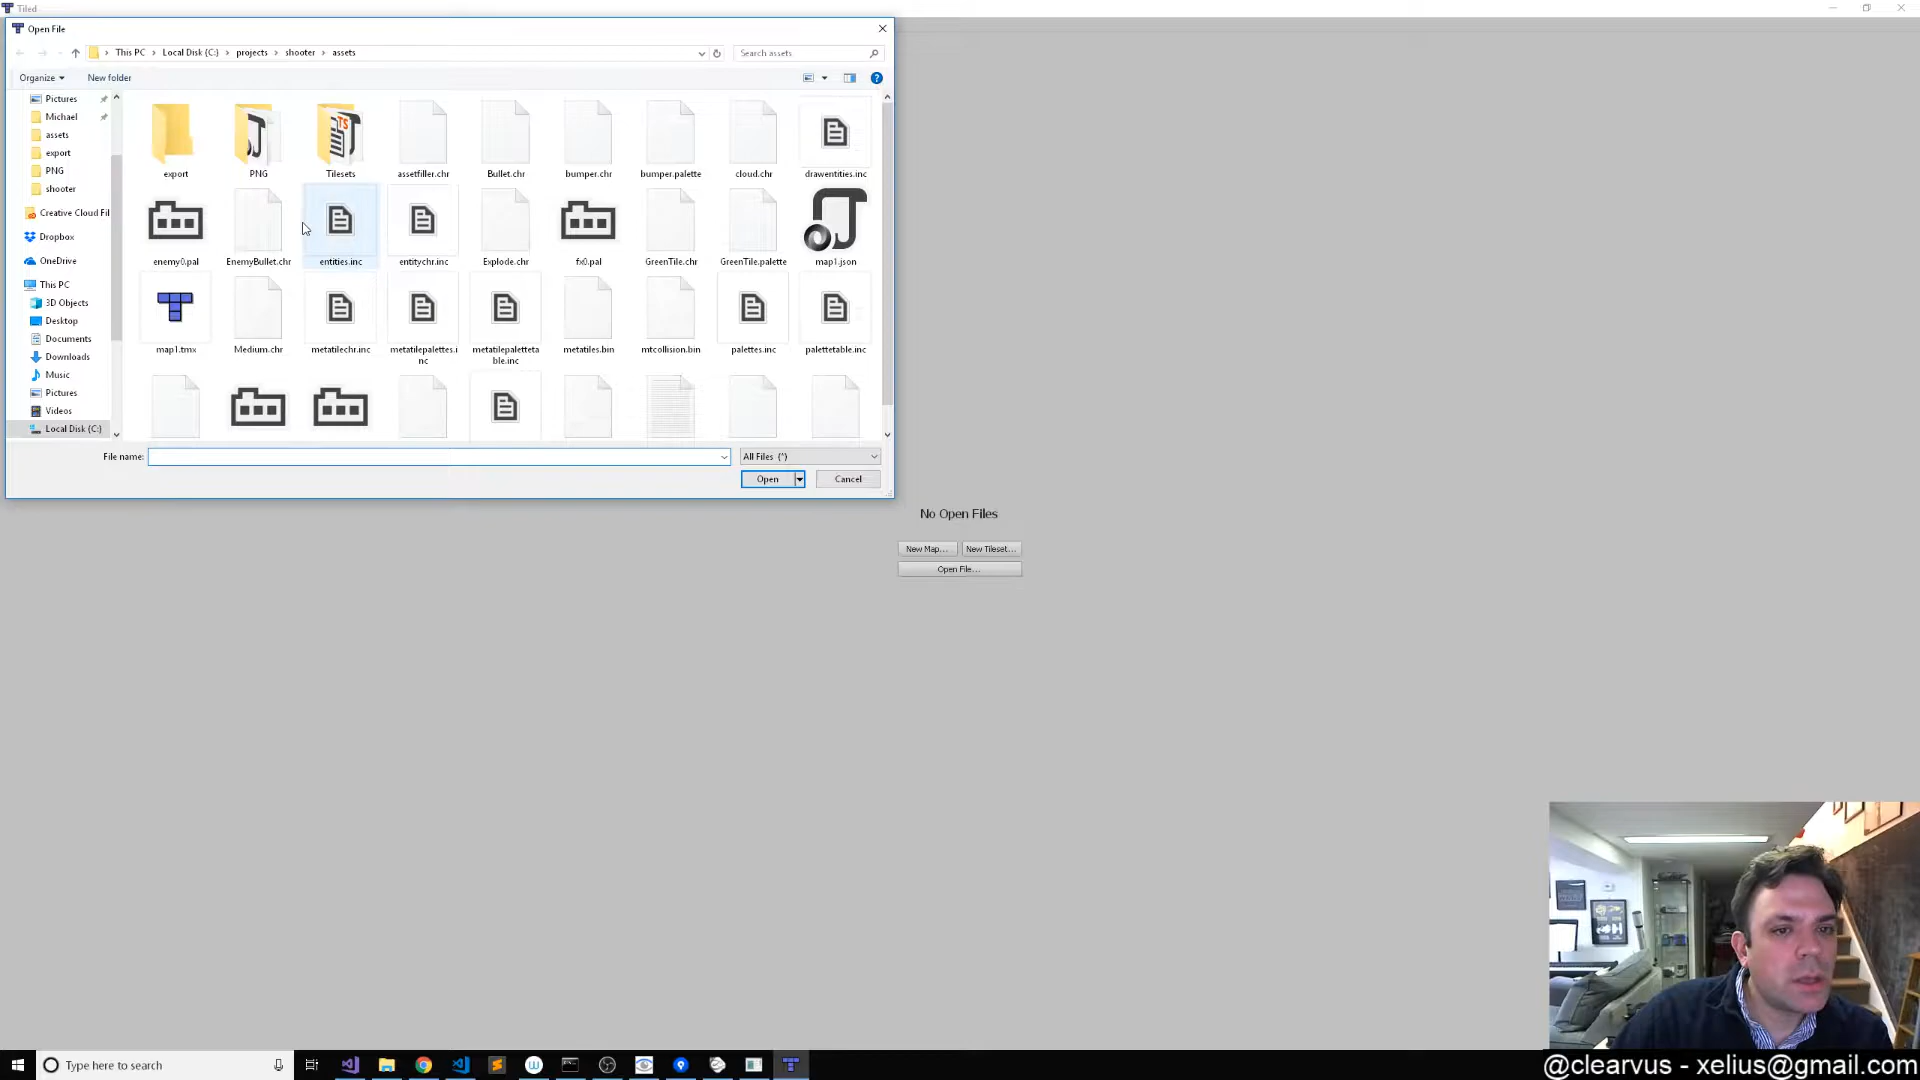 Tiled
Open File
This PC > Local Disk (C:) > projects > shooter > assets
Search assets
Organize
New folder
Pictures
Michael
assets
export
PNG
shooter
Creative Cloud Fil
Dropbox
OneDrive
This PC
3D Objects
Desktop
Documents
Downloads
Music
Pictures
Videos
Local Disk (C:)
export
PNG
Tilesets
assetfiller.chr
Bullet.chr
bumper.chr
bumper.palette
cloud.chr
drawentities.inc
enemy0.pal
EnemyBullet.chr
entities.inc
entitychr.inc
Explode.chr
fx0.pal
GreenTile.chr
GreenTile.palette
map1.json
map1.tmx
Medium.chr
metatilechr.inc
metatilepalettes.i
nc
metatilepaletteta
ble.inc
metatiles.bin
mtcollision.bin
palettes.inc
palettetable.inc
File name:
All Files (*)
Open
Cancel
No Open Files
New Map...
New Tileset...
Open File...
Type here to search
@clearvus - xelius@gmail.com